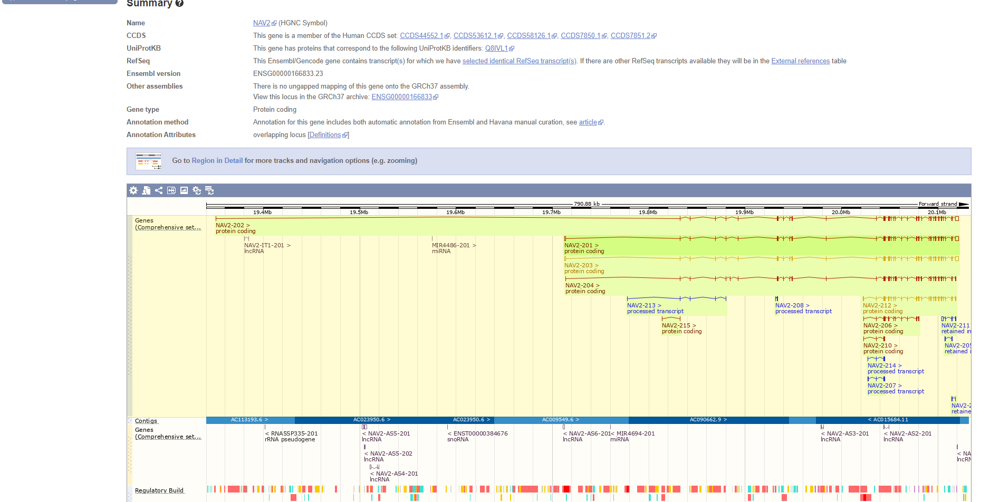 Summary
Name NAV2 (HGNC Symbol)
CCDS This gene is a member of the Human CCDS set: CCDS44552.1, CCDS53612.1, CCDS58126.1, CCDS7850.1, CCDS7851.2
UniProtKB This gene has proteins that correspond to the following UniProtKB identifiers: Q8IVL1
RefSeq This Ensembl/Gencode gene contains transcript(s) for which we have selected identical RefSeq transcript(s). If there are other RefSeq transcripts available they will be in the External references table
Ensembl version ENSG00000166833.23
Other assemblies There is no ungapped mapping of this gene onto the GRCh37 assembly.
View this locus in the GRCh37 archive: ENSG00000166833
Gene type Protein coding
Annotation method Annotation for this gene includes both automatic annotation from Ensembl and Havana manual curation, see article.
Annotation Attributes overlapping locus [Definitions]
Go to Region in Detail for more tracks and navigation options (e.g. zooming)
790.88 kb Forward strand
19.4Mb 19.5Mb 19.6Mb 19.7Mb 19.8Mb 19.9Mb 20.0Mb 20.1Mb
Genes
(Comprehensive set...
NAV2-202 >
protein coding
NAV2-IT1-201 > MIR4486-201 > NAV2-201 >
lncRNA miRNA protein coding
NAV2-203 >
protein coding
NAV2-204 >
protein coding
NAV2-213 > NAV2-208 > NAV2-212 >
processed transcript processed transcript protein coding
NAV2-215 > NAV2-206 > NAV2-211
protein coding protein coding retained in
NAV2-210 > NAV2-205
protein coding retained i
NAV2-214 >
processed transcript
NAV2-207 >
processed transcript
NAV2-2
retaine
Contigs AC113193.6 > AC023950.6 > AC023950.6 > AC009549.6 > AC090662.9 > < AC015684.11
Genes
(Comprehensive set...
< RNA5SP335-201 < NAV2-AS5-201 < ENST00000384676 < NAV2-AS6-201 < MIR4694-201 < NAV2-AS3-201 < NAV2-AS2-201
rRNA pseudogene lncRNA snoRNA lncRNA miRNA lncRNA lncRNA
< NAV2-AS5-202 < NA
lncRNA lncRN
< NAV2-AS4-201
lncRNA
Regulatory Build